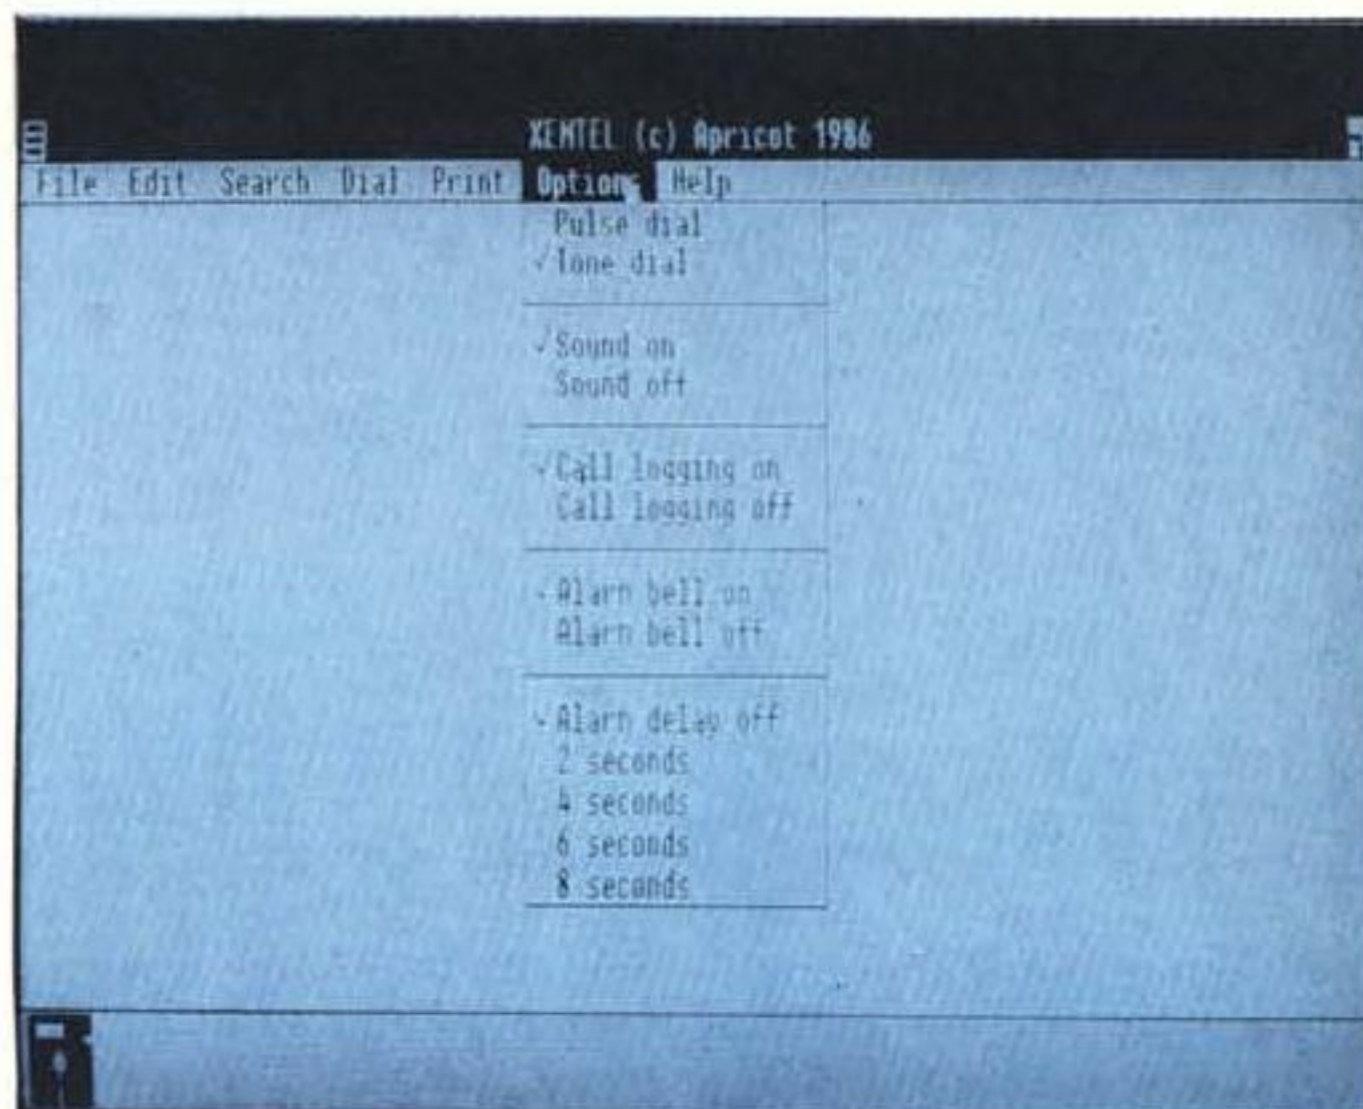 XENTEL (c) Apricot 1986
File Edit Search Dial Print Options Help
Pulse dial
✓ Tone dial
✓ Sound on
Sound off
✓ Call logging on
Call logging off
✓ Alarm bell on
Alarm bell off
✓ Alarm delay off
2 seconds
4 seconds
6 seconds
8 seconds